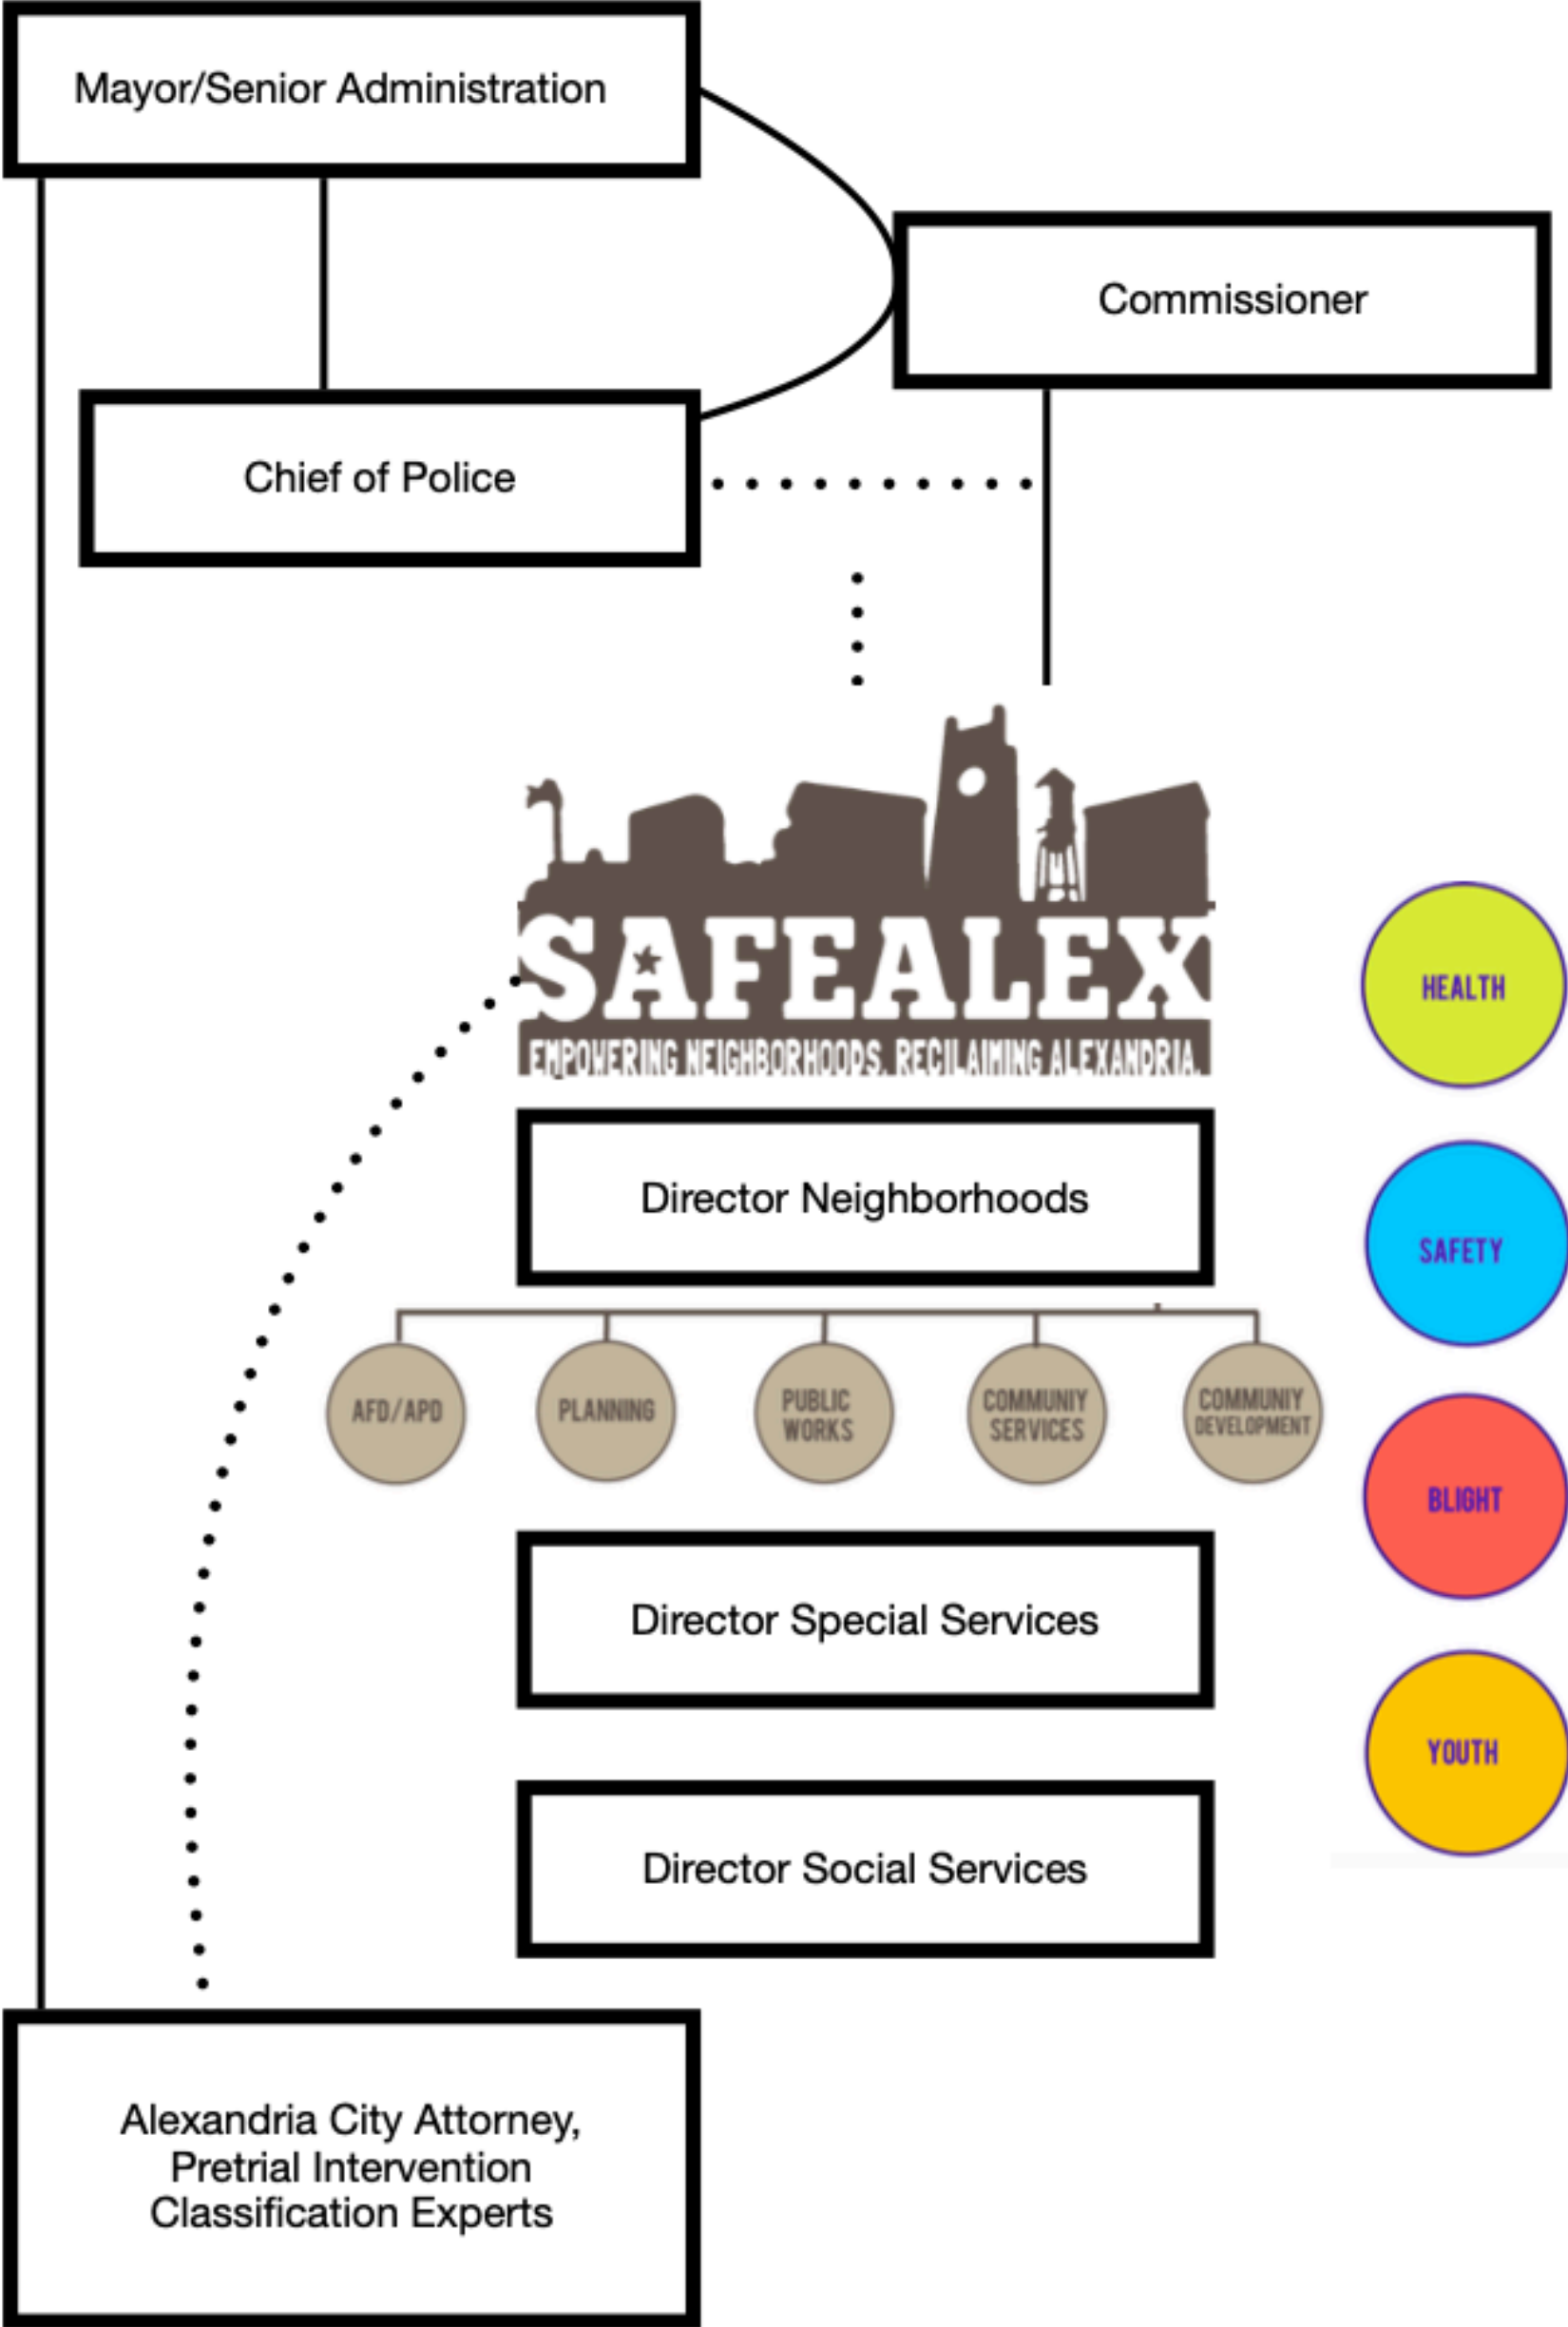 Mayor/Senior Administration
Commissioner
Chief of Police
SAFEALEX
EMPOWERING NEIGHBORHOODS. RECILAIMING ALEXANDRIA.
HEALTH
Director Neighborhoods
SAFETY
AFD/APD
PLANNING
PUBLIC
WORKS
COMMUNIY
SERVICES
COMMUNIY
DEVELOPMENT
BLIGHT
Director Special Services
YOUTH
Director Social Services
Alexandria City Attorney,
Pretrial Intervention
Classification Experts